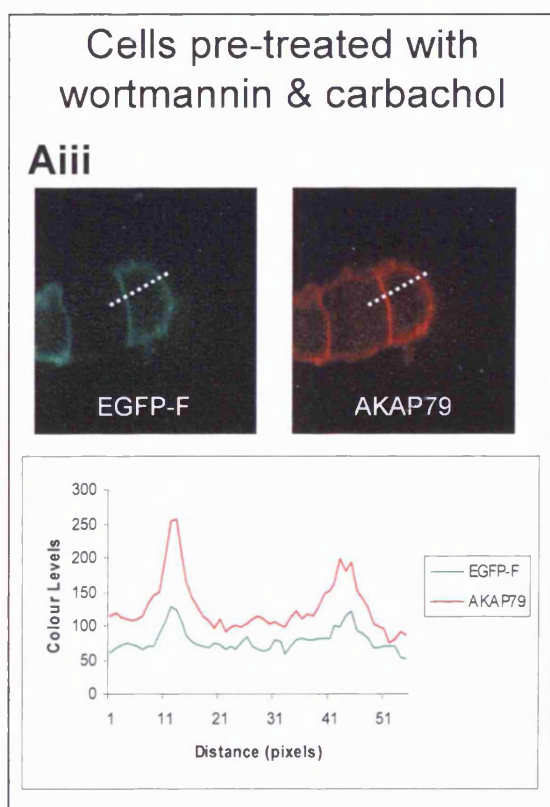 Cells pre-treated with
wortmannin & carbachol
Aiii
EGFP-F
AKAP79
300
250
200
150
100
50
0
Colour Levels
1 11 21 31 41 51
Distance (pixels)
EGFP-F
AKAP79